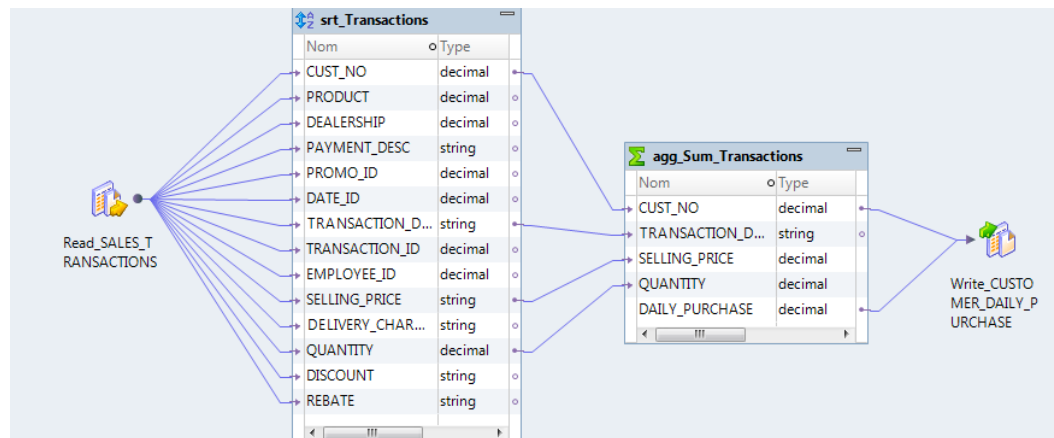 srt_Transactions
Nom Type
CUST_NO decimal
PRODUCT decimal
DEALERSHIP decimal
PAYMENT_DESC string
PROMO_ID decimal
DATE_ID decimal
TRANSACTION_D... string
TRANSACTION_ID decimal
EMPLOYEE_ID decimal
SELLING_PRICE string
DELIVERY_CHAR... string
QUANTITY decimal
DISCOUNT string
REBATE string
Read_SALES_T
RANSACTIONS
agg_Sum_Transactions
Nom Type
CUST_NO decimal
TRANSACTION_D... string
SELLING_PRICE decimal
QUANTITY decimal
DAILY_PURCHASE decimal
Write_CUSTO
MER_DAILY_P
URCHASE